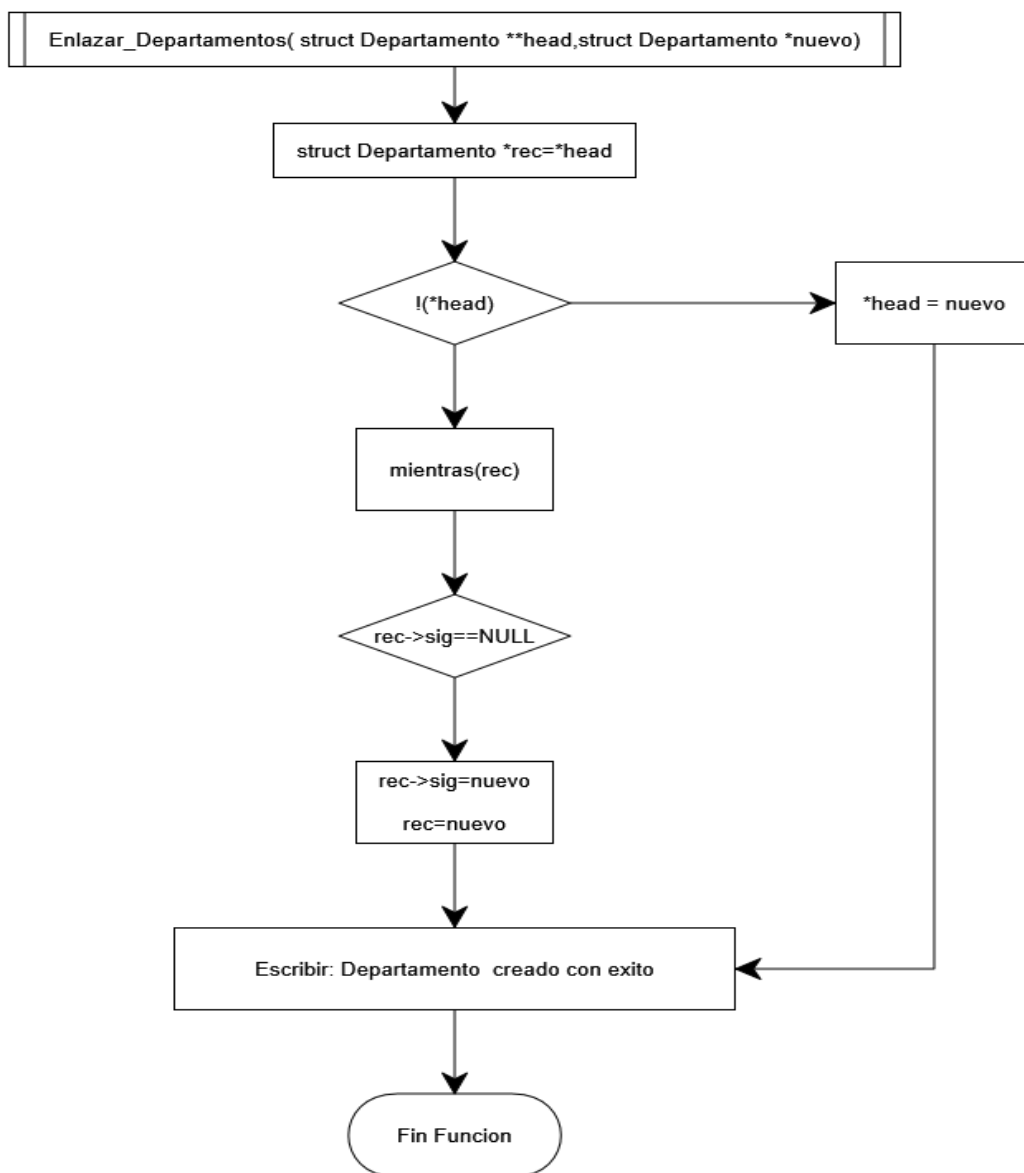 Enlazar_Departamentos( struct Departamento **head,struct Departamento *nuevo)
struct Departamento *rec=*head
!(*head)
*head = nuevo
mientras(rec)
rec->sig==NULL
rec->sig=nuevo
rec=nuevo
Escribir: Departamento  creado con exito
Fin Funcion